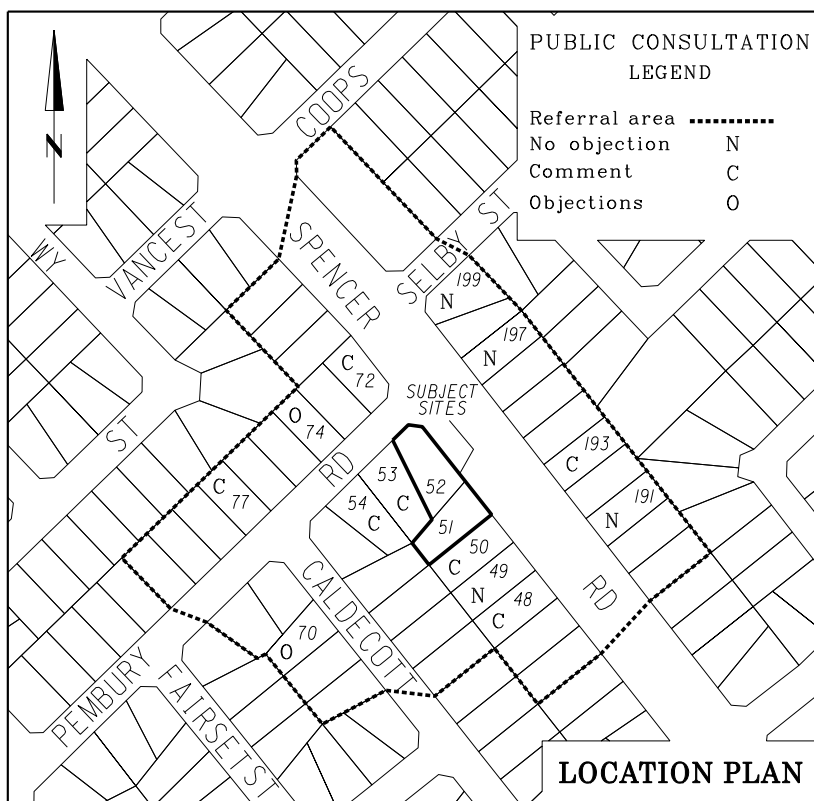 PUBLIC CONSULTATION
LEGEND
Referral area
No objection N
Comment C
Objections O
N
COOPS
SELBY ST
VANCE ST
WY
SPENCER
199
N
197
N
C 72
SUBJECT
SITES
O 74
ST
RD
193
C
C 77
53
C
52
54
C
191
N
51
50
C
49
N
48
C
RD
CALDECOTT
70
O
PEMBURY
FAIRSET ST
LOCATION PLAN